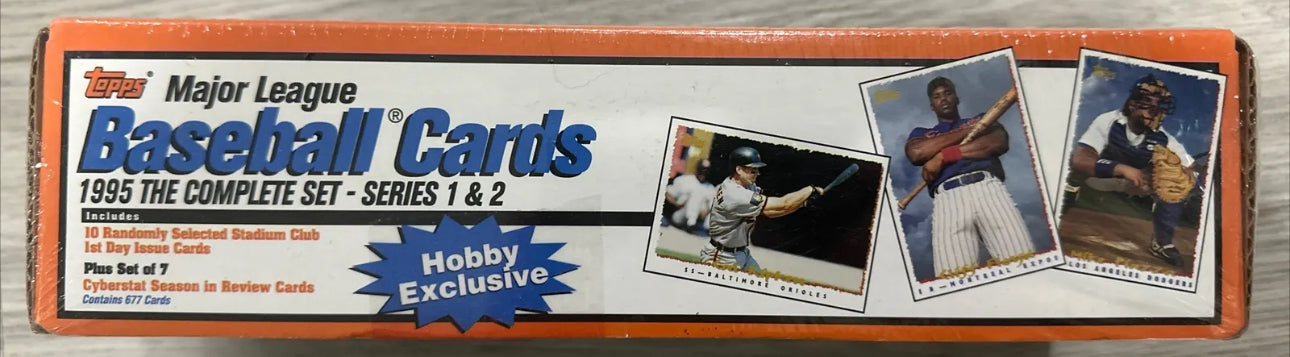 Topps® Major League
Baseball® Cards
1995 THE COMPLETE SET - SERIES 1 & 2
Includes
10 Randomly Selected Stadium Club
1st Day Issue Cards
Plus Set of 7
Cyberstat Season in Review Cards
Contains 677 Cards
Hobby
Exclusive
SS—BALTIMORE ORIOLES
MONTREAL EXPOS
LOS ANGELES DODGERS